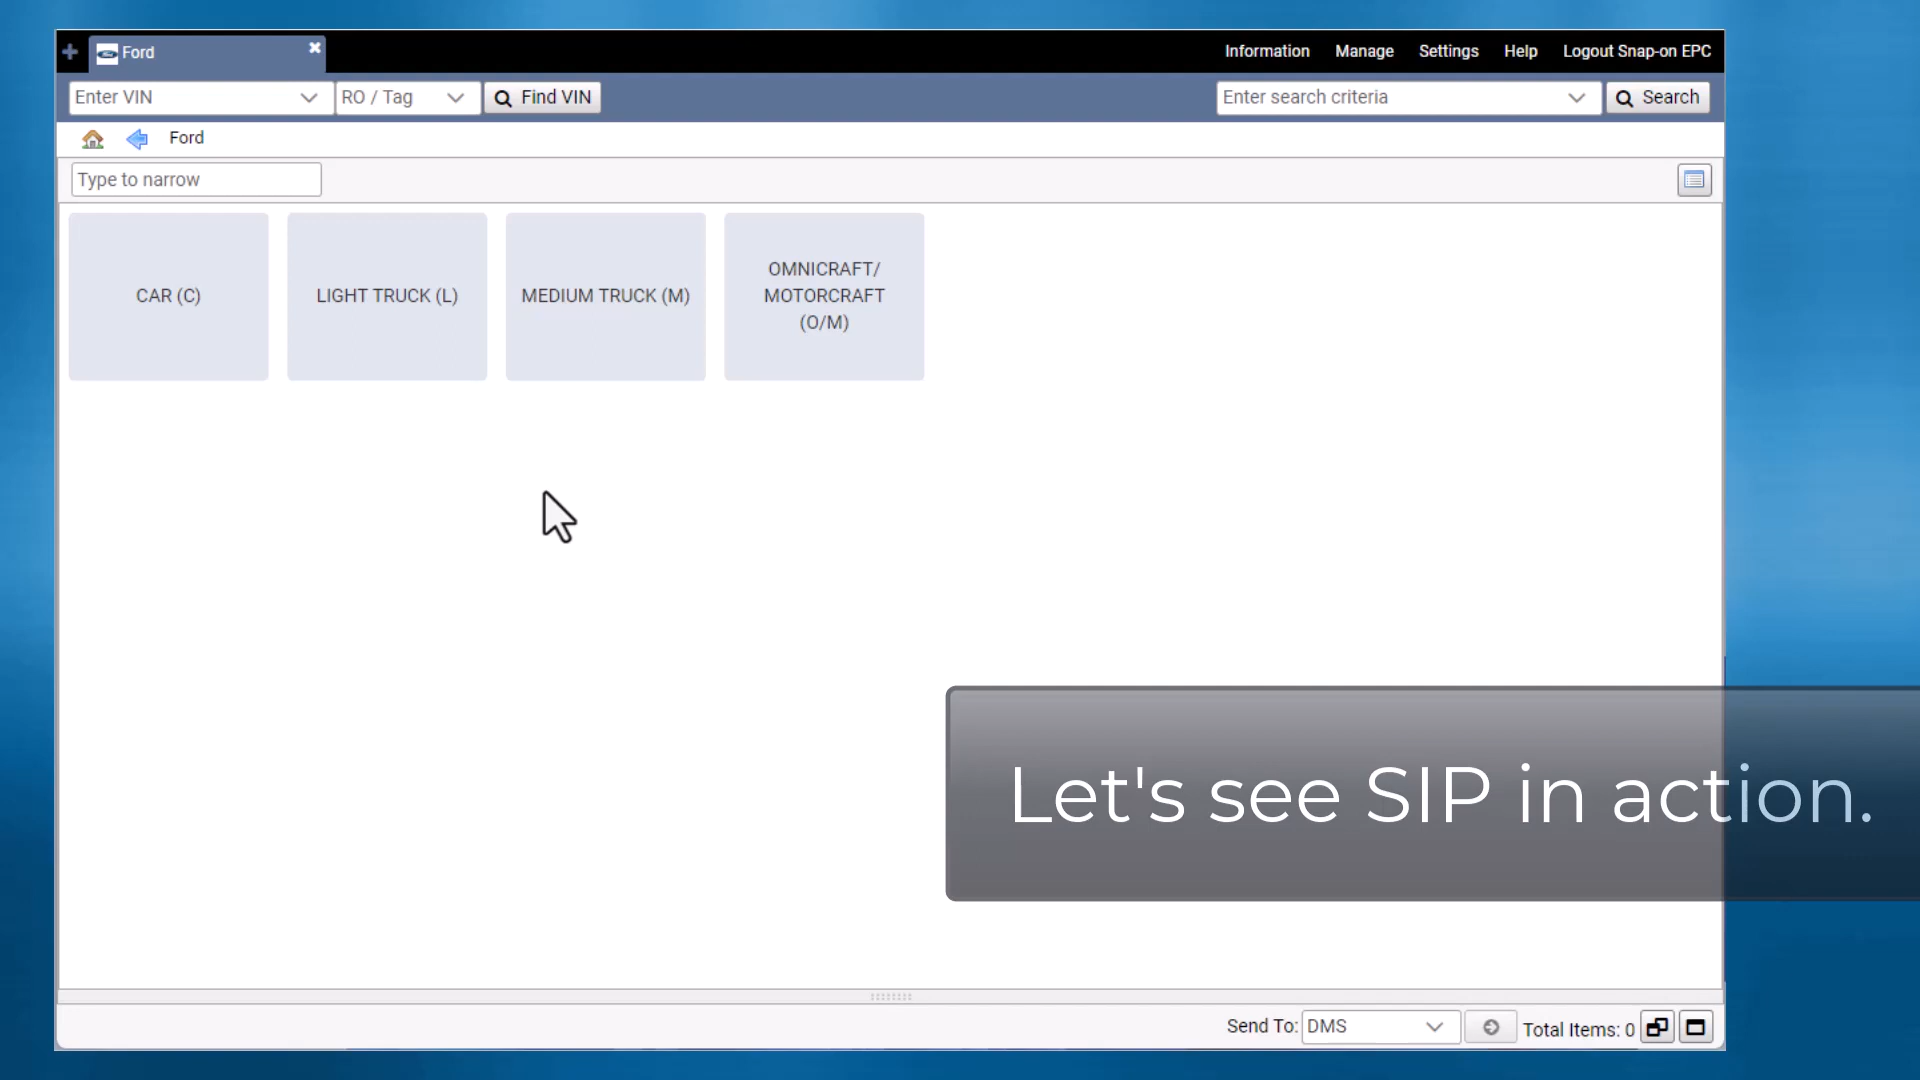 Ford
Information Manage Settings Help Logout Snap-on EPC
Enter VIN RO / Tag Find VIN Enter search criteria Search
Ford
Type to narrow
CAR (C)
LIGHT TRUCK (L)
MEDIUM TRUCK (M)
OMNICRAFT/
MOTORCRAFT
(O/M)
Let's see SIP in action.
Send To: DMS Total Items: 0